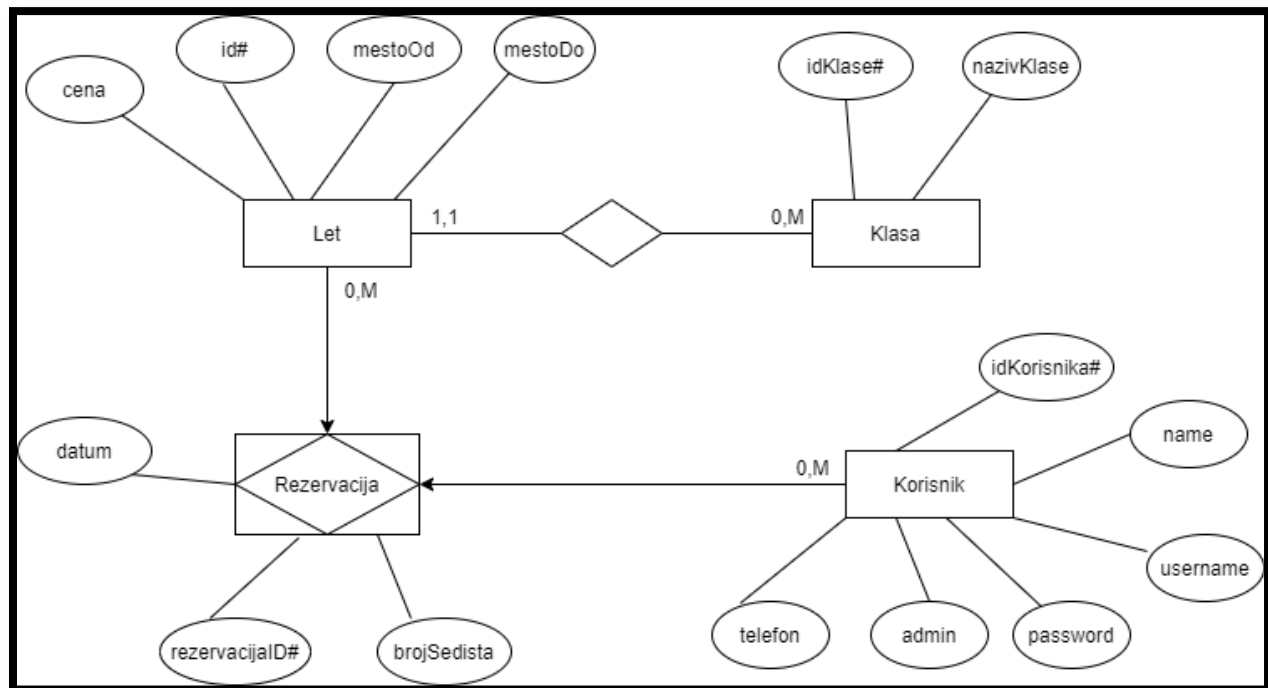 id#
mestoOd
mestoDo
cena
idKlase#
nazivKlase
Let
1,1
0,M
Klasa
0,M
idKorisnika#
name
datum
Rezervacija
0,M
Korisnik
username
rezervacijaID#
brojSedista
telefon
admin
password